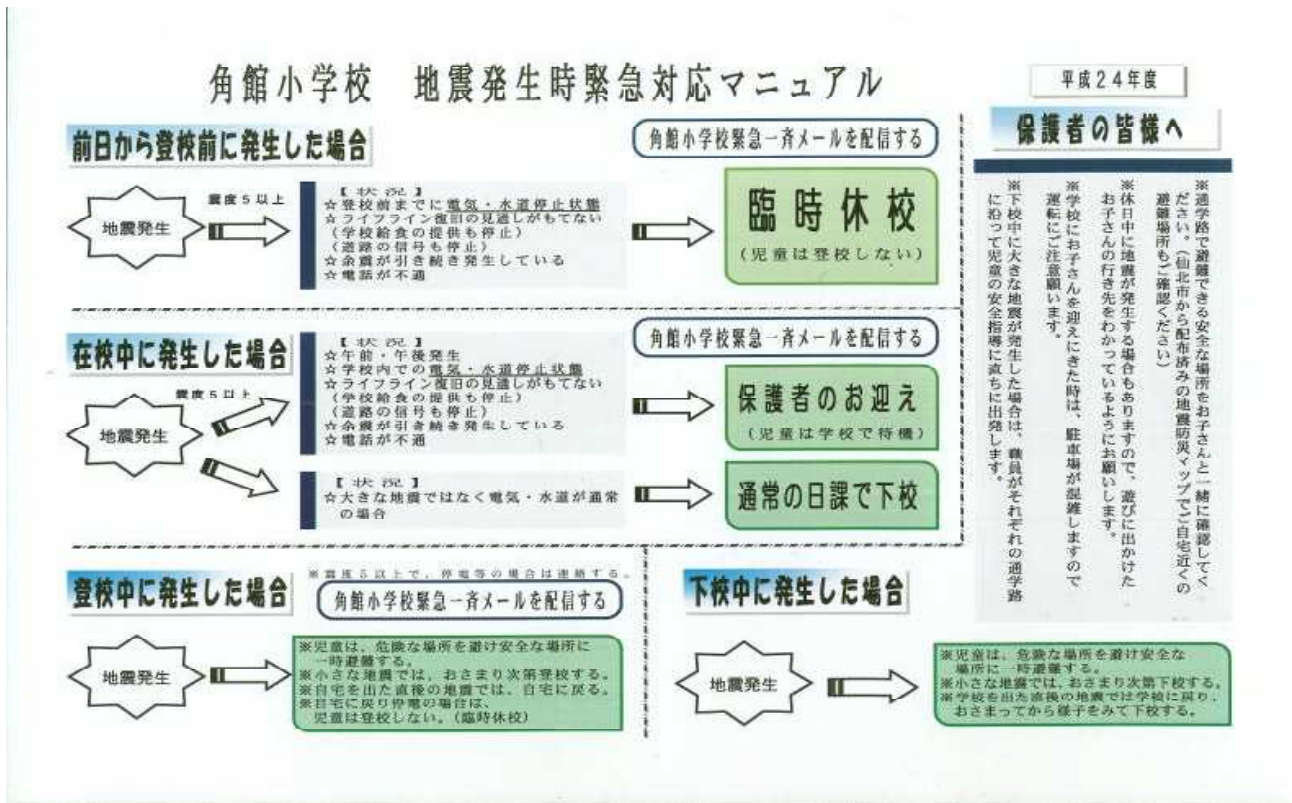 角館小学校 地震発生時緊急対応マニュアル
平成24年度
前日から登校前に発生した場合
地震発生
震度5以上
【状況】
☆登校前までに電気・水道停止状態
☆ライフライン復旧の見通しがもてない
(学校給食の提供も停止)
(道路の信号も停止)
☆余震が引き続き発生している
☆電話が不通
角館小学校緊急一斉メールを配信する
臨時休校
(児童は登校しない)
在校中に発生した場合
震度5以上
地震発生
【状況】
☆午前・午後発生
☆学校内での電気・水道停止状態
☆ライフライン復旧の見通しがもてない
(学校給食の提供も停止)
(道路の信号も停止)
☆余震が引き続き発生している
☆電話が不通
角館小学校緊急一斉メールを配信する
保護者のお迎え
(児童は学校で待機)
【状況】
☆大きな地震ではなく電気・水道が通常
の場合
通常の日課で下校
登校中に発生した場合
※震度5以上で、停電等の場合は連絡する。
角館小学校緊急一斉メールを配信する
地震発生
※児童は、危険な場所を避け安全な場所に
一時避難する。
※小さな地震では、おさまり次第登校する。
※自宅を出た直後の地震では、自宅に戻る。
※自宅に戻り停電の場合は、
児童は登校しない。(臨時休校)
下校中に発生した場合
地震発生
※児童は、危険な場所を避け安全な
場所に一時避難する。
※小さな地震では、おさまり次第下校する。
※学校を出た直後の地震では学校に戻り、
おさまってから様子をみて下校する。
保護者の皆様へ
※通学路で避難できる安全な場所をお子さんと一緒に確認してく
ださい。(仙北市から配布済みの地震防災マップでご自宅近くの
避難場所もご確認ください)
※休日中に地震が発生する場合もありますので、遊びに出かけた
お子さんの行き先をわかっているようにお願いします。
※学校にお子さんを迎えにきた時は、駐車場が混雑しますので
運転にご注意願います。
※下校中に大きな地震が発生した場合は、職員がそれぞれの通学路
に沿って児童の安全指導に直ちに出発します。